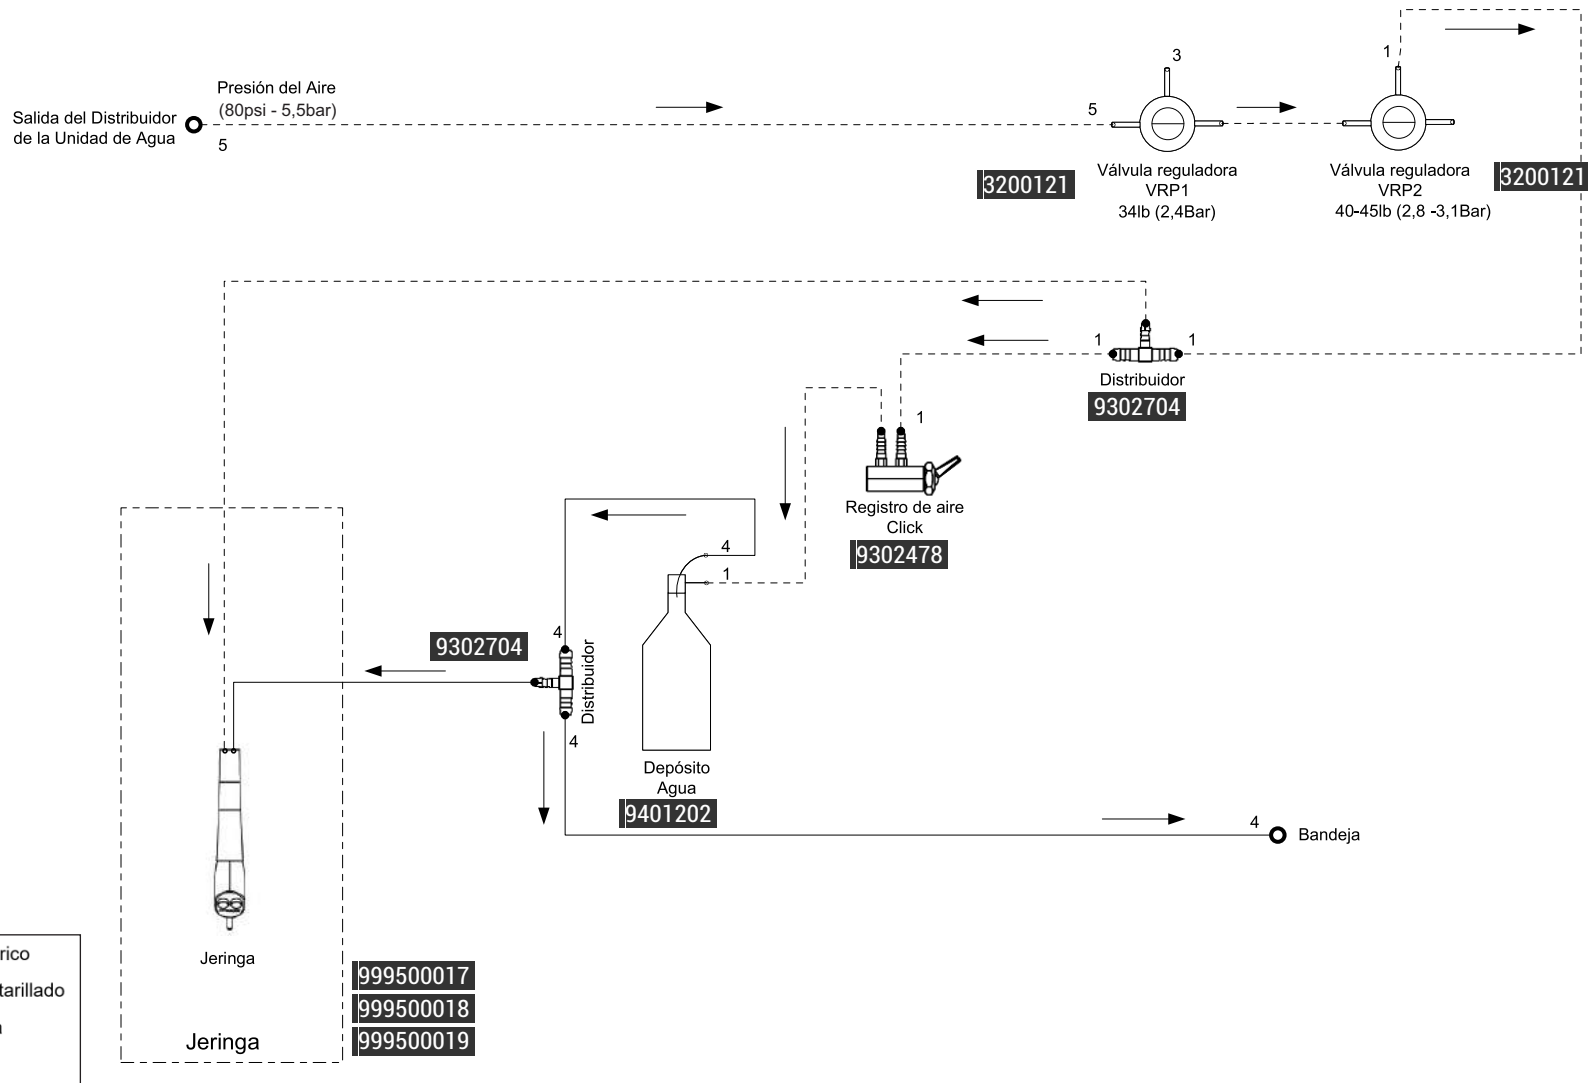 1
3
Presión del Aire
(80psi - 5,5bar)
Salida del Distribuidor
de la Unidad de Agua
5
5
3200121
Válvula reguladora
VRP1
34lb (2,4Bar)
Válvula reguladora
VRP2
40-45lb (2,8 -3,1Bar)
3200121
1
1
Distribuidor
9302704
1
Registro de aire
Click
9302478
4
1
9302704
4
Distribuidor
4
Depósito
Agua
9401202
4
Bandeja
Jeringa
Jeringa
999500017
999500018
999500019
rico
tarillado